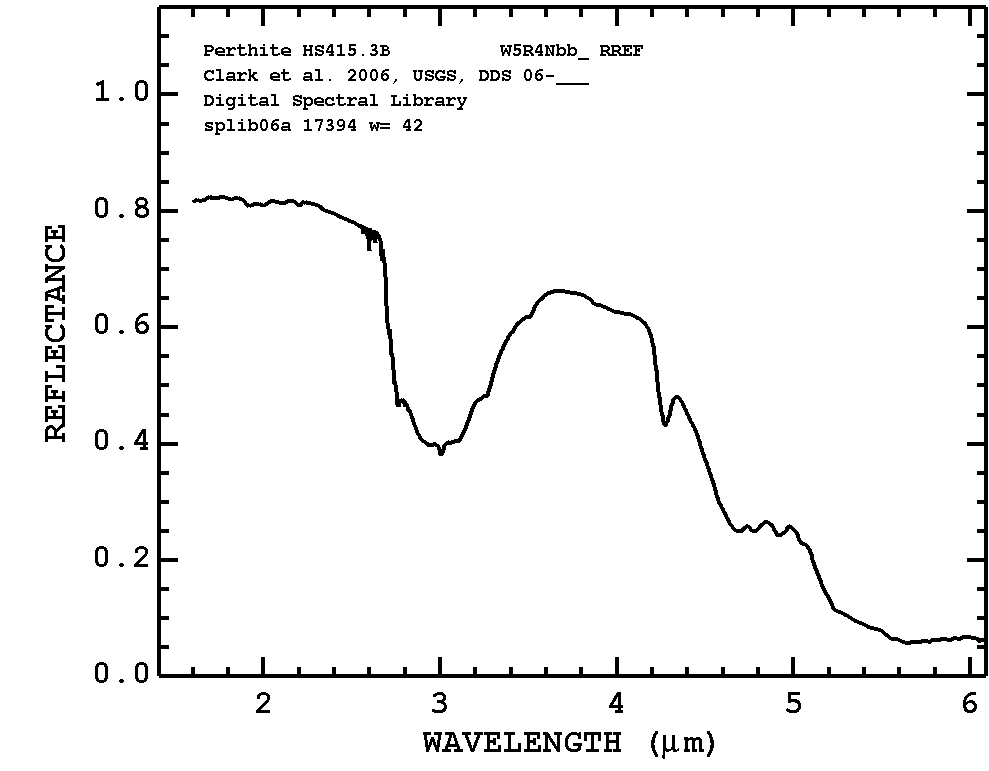 Perthite HS415.3B W5R4Nbb_ RREF
Clark et al. 2006, USGS, DDS 06-___
Digital Spectral Library
splib06a 17394 w= 42
1.0
0.8
0.6
0.4
0.2
0.0
REFLECTANCE
2 3 4 5 6
WAVELENGTH (μm)